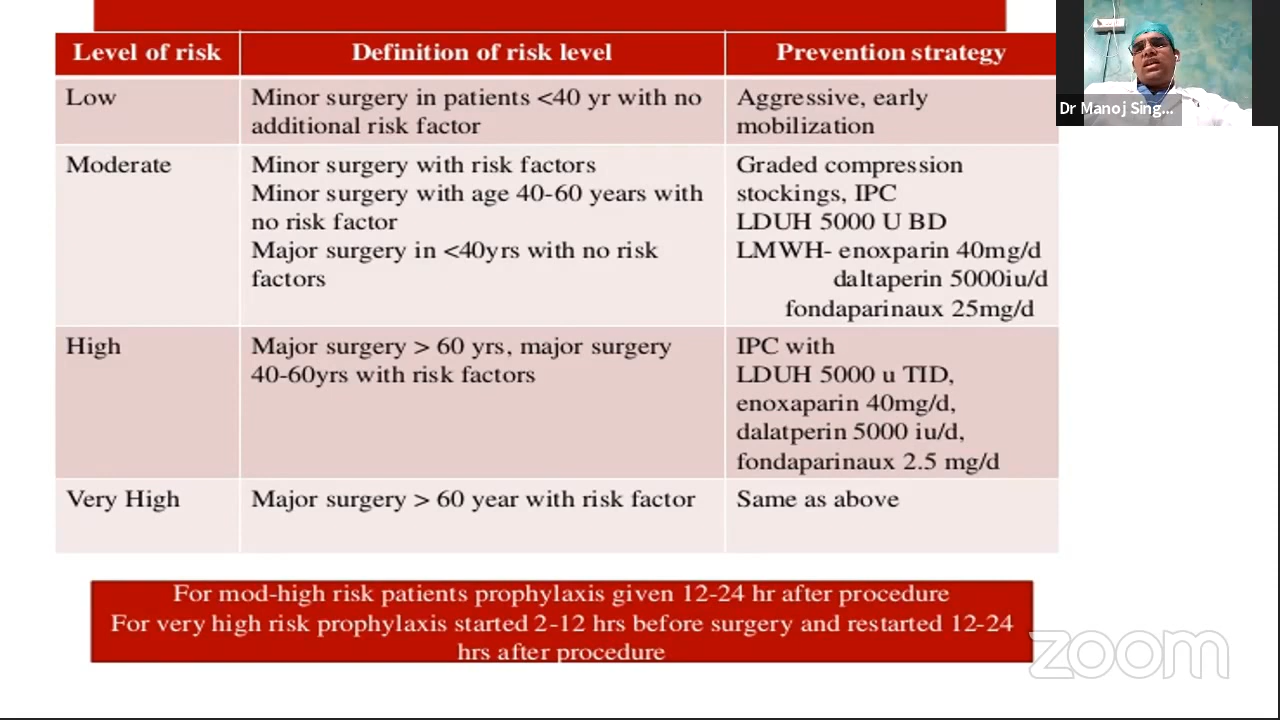 Level of risk
Definition of risk level
Prevention strategy
Low
Minor surgery in patients <40 yr with no
additional risk factor
Aggressive, early
mobilization
Moderate
Minor surgery with risk factors
Minor surgery with age 40-60 years with
no risk factor
Major surgery in <40yrs with no risk
factors
Graded compression
stockings, IPC
LDUH 5000 U BD
LMWH- enoxparin 40mg/d
daltaperin 5000iu/d
fondaparinaux 25mg/d
High
Major surgery > 60 yrs, major surgery
40-60yrs with risk factors
IPC with
LDUH 5000 u TID,
enoxaparin 40mg/d,
dalatperin 5000 iu/d,
fondaparinaux 2.5 mg/d
Very High
Major surgery > 60 year with risk factor
Same as above
For mod-high risk patients prophylaxis given 12-24 hr after procedure
For very high risk prophylaxis started 2-12 hrs before surgery and restarted 12-24
hrs after procedure
Dr Manoj Sing...
zoom